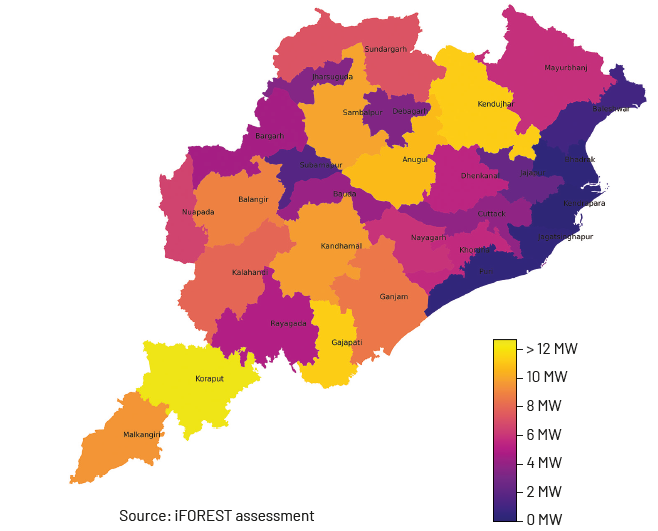 Sundargarh
Jharsuguda
Mayurbhanj
Sambalpur
Debagarh
Kendujhar
Baleshwar
Bargarh
Subarnapur
Anugul
Bhadrak
Jajapur
Dhenkanal
Bauda
Balangir
Nuapada
Cuttack
Kendrapara
Jagatsinghapur
Nayagarh
Khordha
Kandhamal
Puri
Kalahandi
Ganjam
Rayagada
Gajapati
Koraput
Malkangiri
> 12 MW
10 MW
8 MW
6 MW
4 MW
2 MW
0 MW
Source: iFOREST assessment